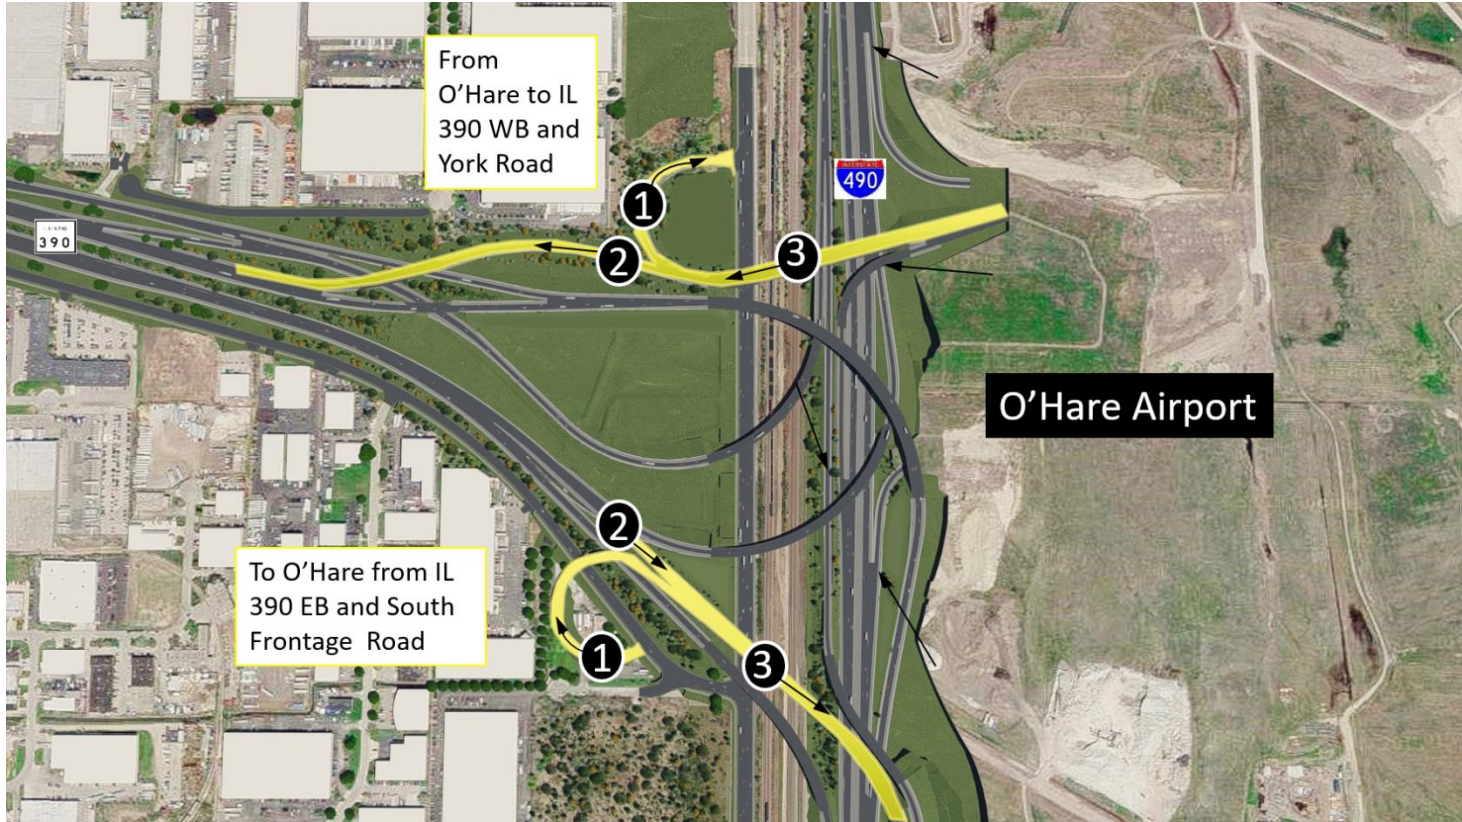 From
O'Hare to IL
390 WB and
York Road
INTERSTATE
490
390
O'Hare Airport
To O'Hare from IL
390 EB and South
Frontage Road
1
2
3
2
1
3